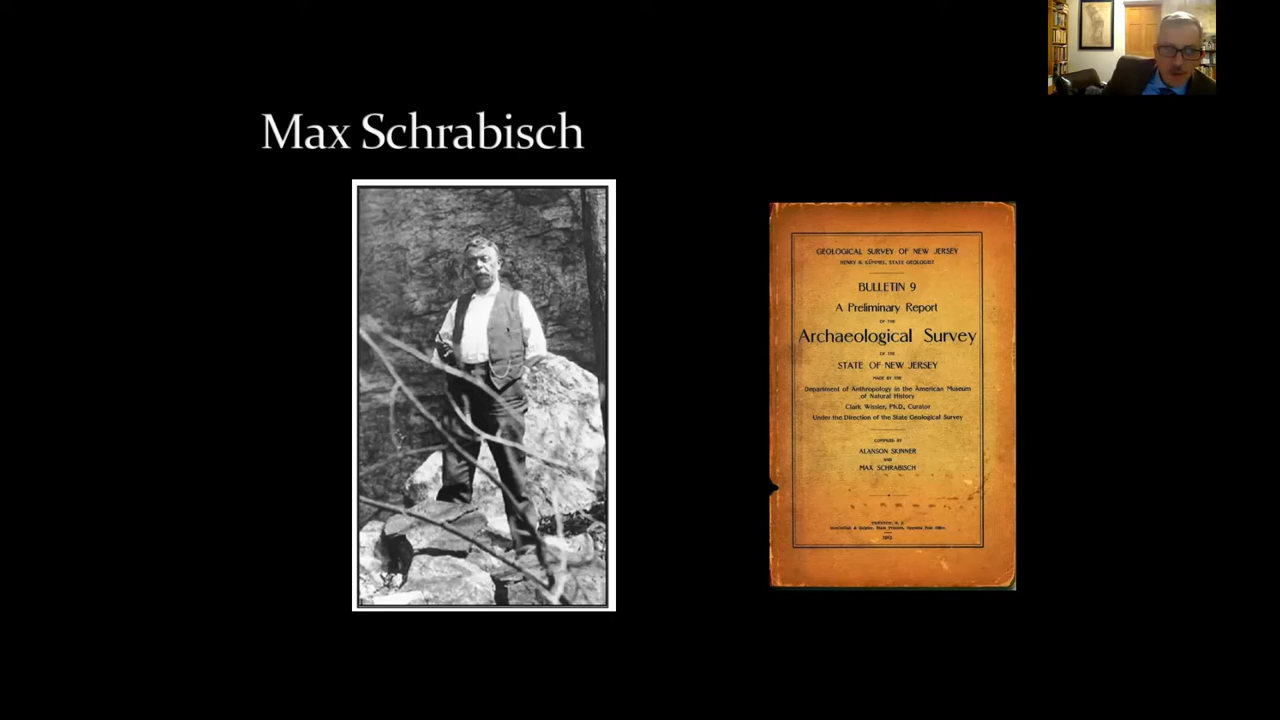 Max Schrabisch
GEOLOGICAL SURVEY OF NEW JERSEY
HENRY B. KÜMMEL, STATE GEOLOGIST
BULLETIN 9
A Preliminary Report
OF THE
Archaeological Survey
OF THE
STATE OF NEW JERSEY
MADE BY THE
Department of Anthropology in the American Museum
of Natural History
Clark Wissler, Ph.D., Curator
Under the Direction of the State Geological Survey
COMPILED BY
ALANSON SKINNER
AND
MAX SCHRABISCH
TRENTON, N. J.
1913